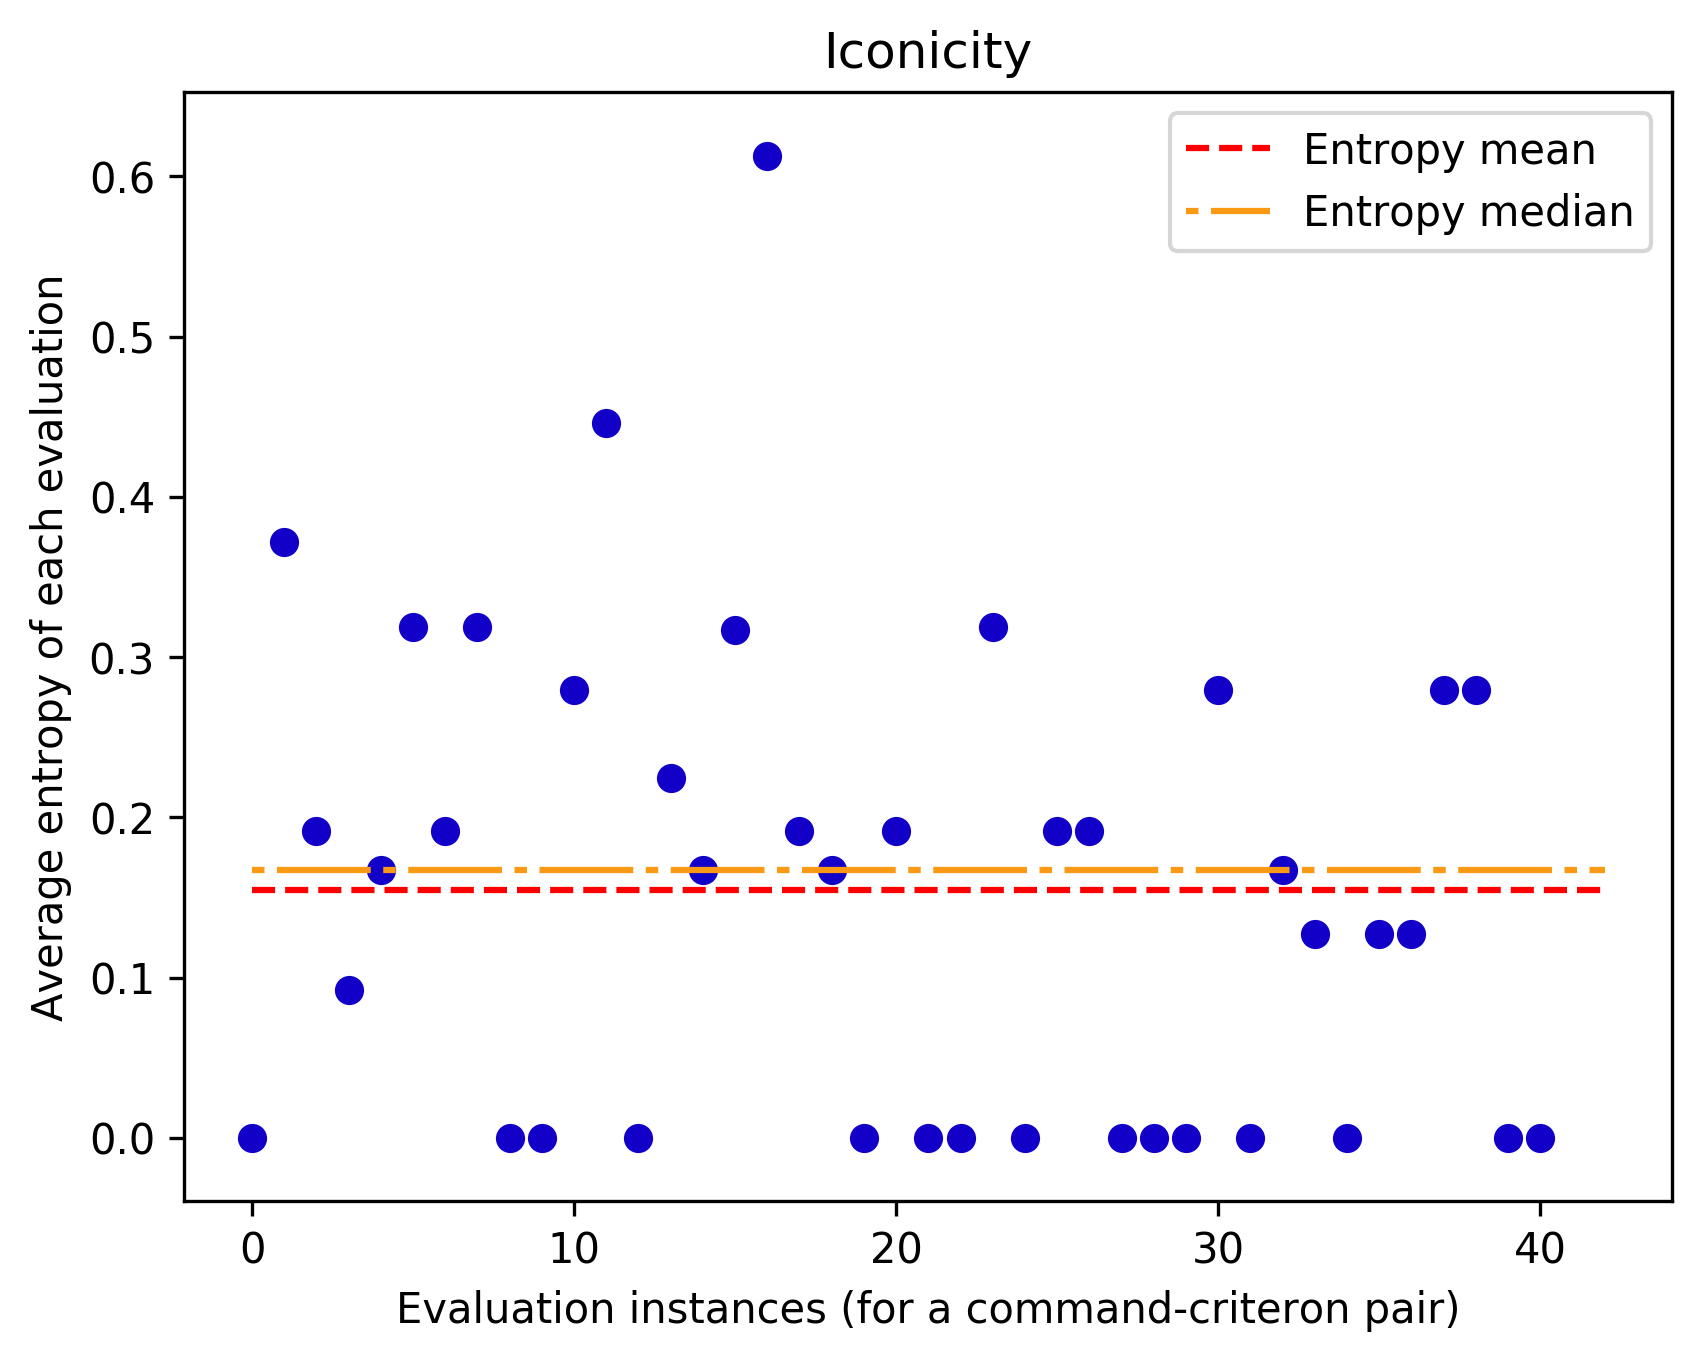 Iconicity
Entropy mean
Entropy median
Average entropy of each evaluation
0.6
0.5
0.4
0.3
0.2
0.1
0.0
0 10 20 30 40
Evaluation instances (for a command-criteron pair)